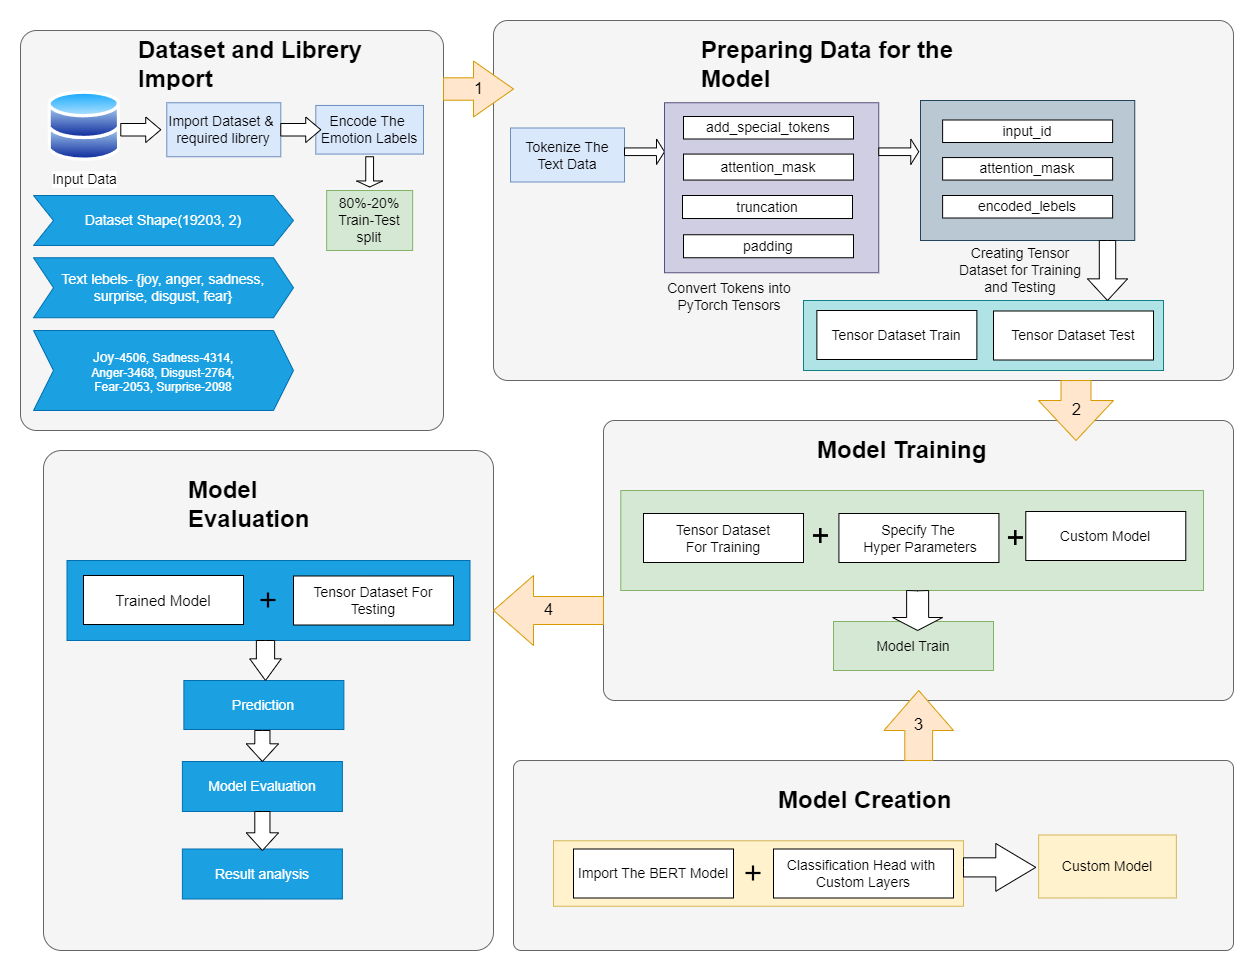 Dataset and Librery
Import
Input Data
Import Dataset &
required librery
Encode The
Emotion Labels
80%-20%
Train-Test
split
Dataset Shape(19203, 2)
Text lebels- {joy, anger, sadness,
surprise, disgust, fear}
Joy-4506, Sadness-4314,
Anger-3468, Disgust-2764,
Fear-2053, Surprise-2098
1
Preparing Data for the
Model
Tokenize The
Text Data
add_special_tokens
attention_mask
truncation
padding
Convert Tokens into
PyTorch Tensors
input_id
attention_mask
encoded_lebels
Creating Tensor
Dataset for Training
and Testing
Tensor Dataset Train
Tensor Dataset Test
2
Model Training
Tensor Dataset
For Training
+
Specify The
Hyper Parameters
+
Custom Model
Model Train
3
Model Creation
Import The BERT Model
+
Classification Head with
Custom Layers
Custom Model
4
Model
Evaluation
Trained Model
+
Tensor Dataset For
Testing
Prediction
Model Evaluation
Result analysis